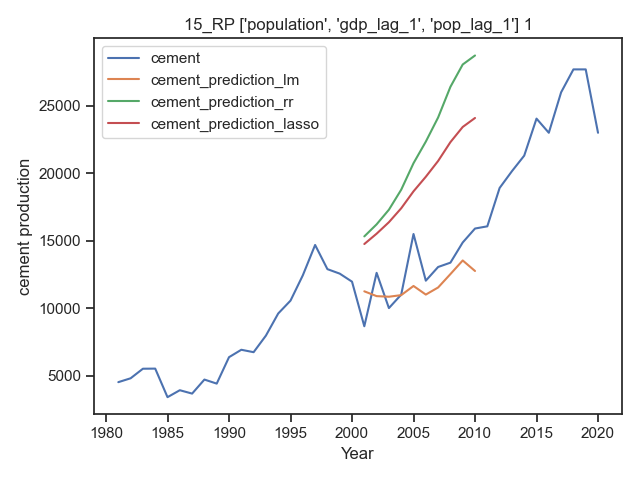 15_RP ['population', 'gdp_lag_1', 'pop_lag_1'] 1
cement
cement_prediction_lm
cement_prediction_rr
cement_prediction_lasso
25000
20000
15000
10000
5000
cement production
1980 1985 1990 1995 2000 2005 2010 2015 2020
Year